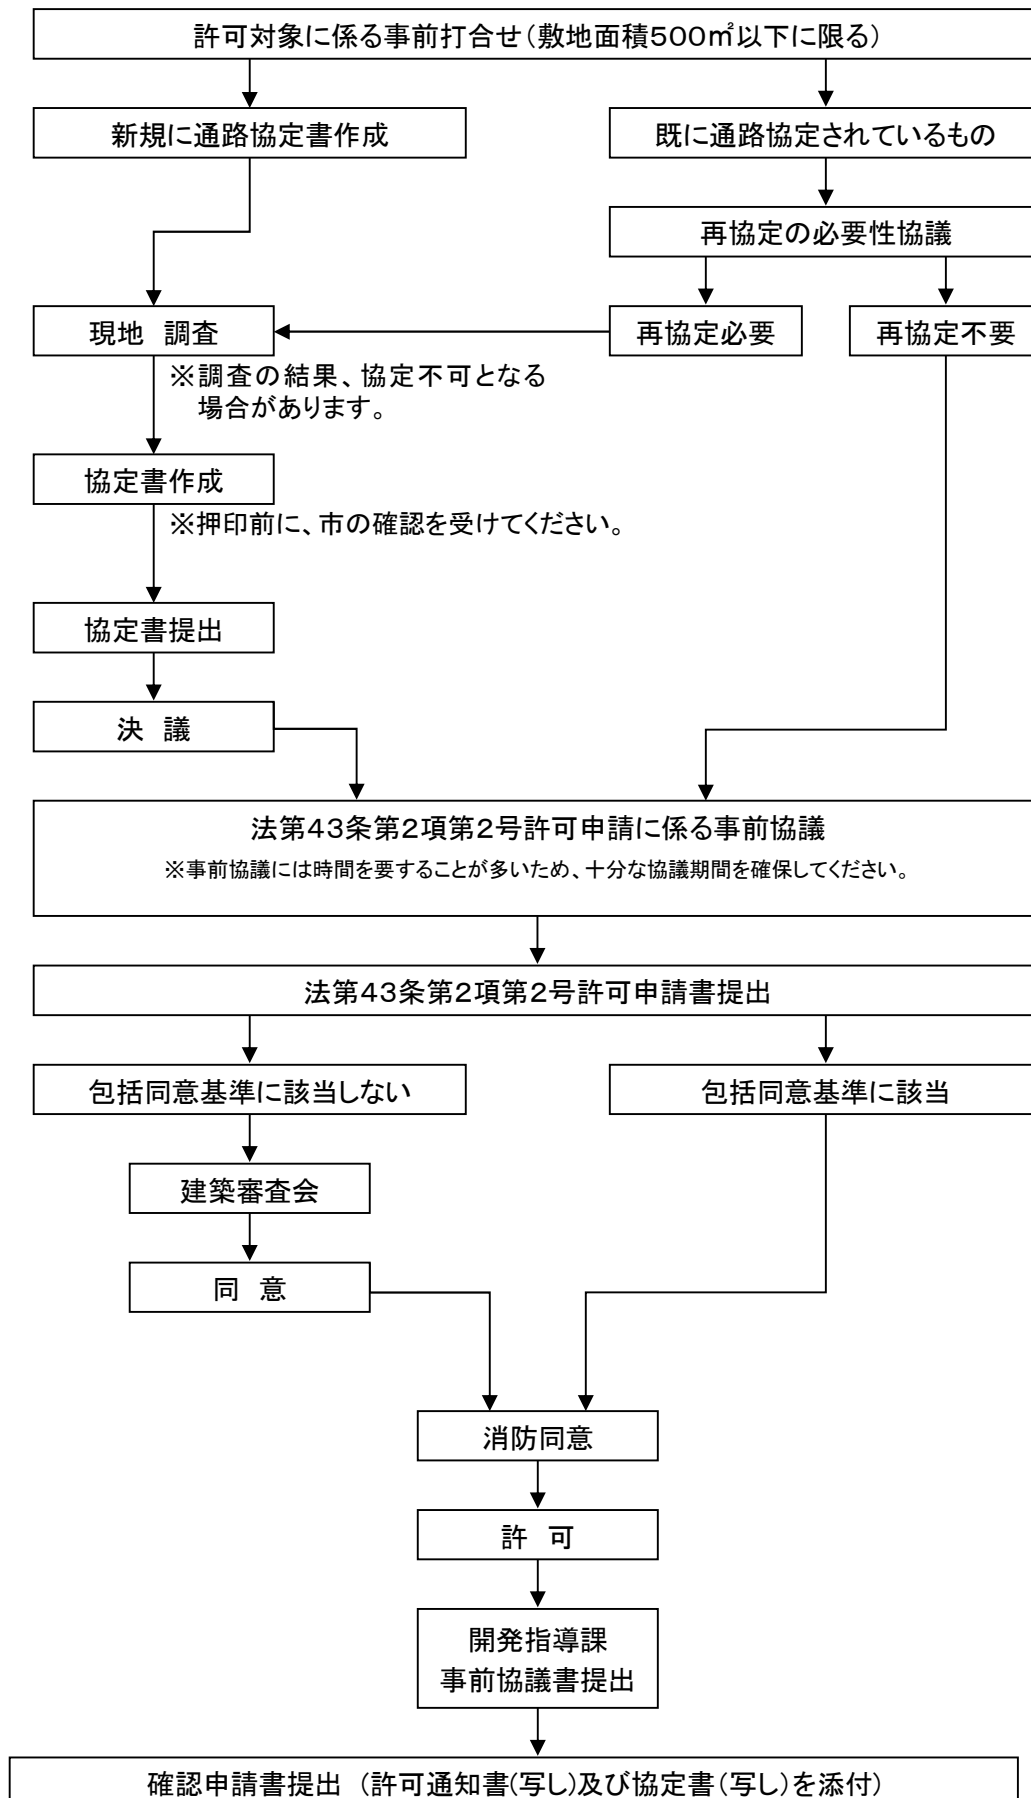 許可対象に係る事前打合せ（敷地面積500㎡以下に限る）
新規に通路協定書作成
既に通路協定されているもの
再協定の必要性協議
現地　調査
再協定必要
再協定不要
※調査の結果、協定不可となる
場合があります。
協定書作成
※押印前に、市の確認を受けてください。
協定書提出
決　議
法第４３条第２項第２号許可申請に係る事前協議
※事前協議には時間を要することが多いため、十分な協議期間を確保してください。
法第４３条第２項第２号許可申請書提出
包括同意基準に該当しない
包括同意基準に該当
建築審査会
同　意
消防同意
許　可
開発指導課
事前協議書提出
確認申請書提出　（許可通知書(写し)及び協定書（写し）を添付）